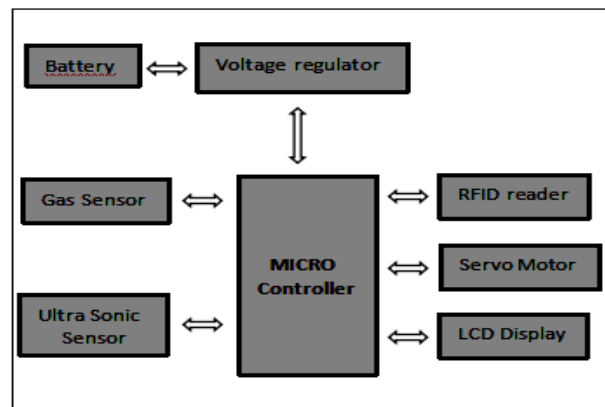 Battery
Voltage regulator
Gas Sensor
RFID reader
MICRO
Controller
Servo Motor
Ultra Sonic
Sensor
LCD Display